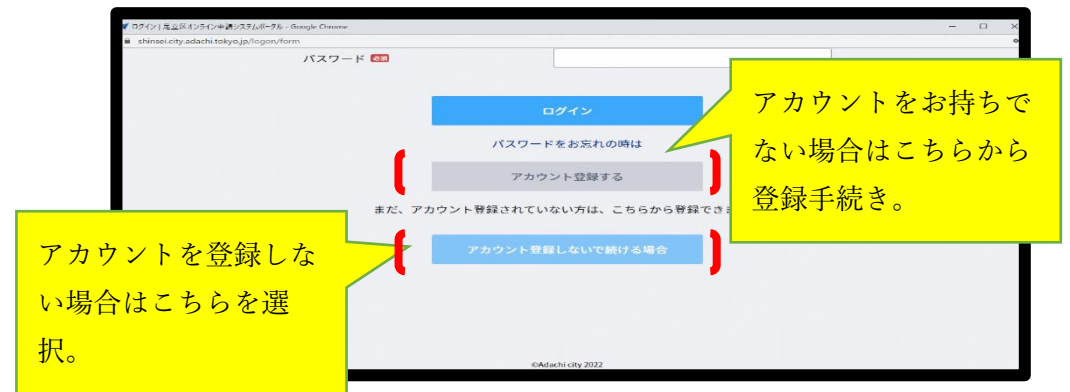 ログイン | 足立区オンライン申請システムポータル - Google Chrome
shinsei.city.adachi.tokyo.jp/logon/form
パスワード 必須
ログイン
パスワードをお忘れの時は
アカウント登録する
まだ、アカウント登録されていない方は、こちらから登録でき
アカウント登録しないで続ける場合
アカウントをお持ちで
ない場合はこちらから
登録手続き。
アカウントを登録しな
い場合はこちらを選
択。
©Adachi city 2022